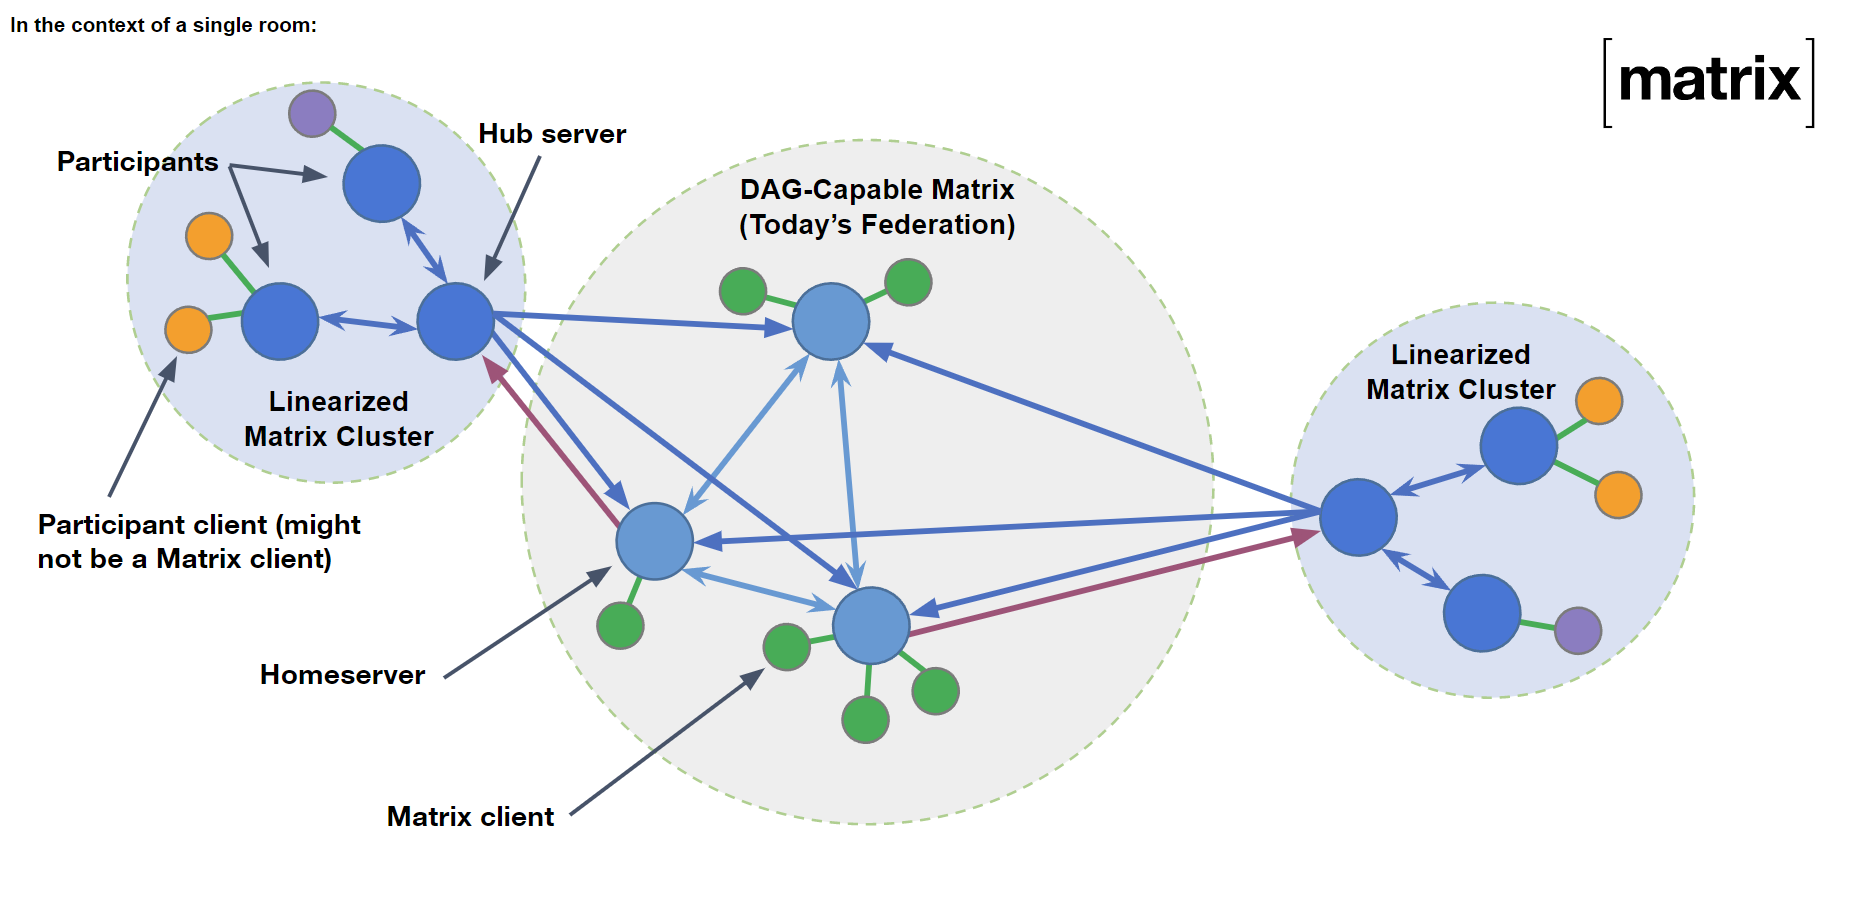 In the context of a single room:
[matrix]
Hub server
Participants
DAG-Capable Matrix
(Today's Federation)
Linearized
Matrix Cluster
Linearized
Matrix Cluster
Participant client (might
not be a Matrix client)
Homeserver
Matrix client